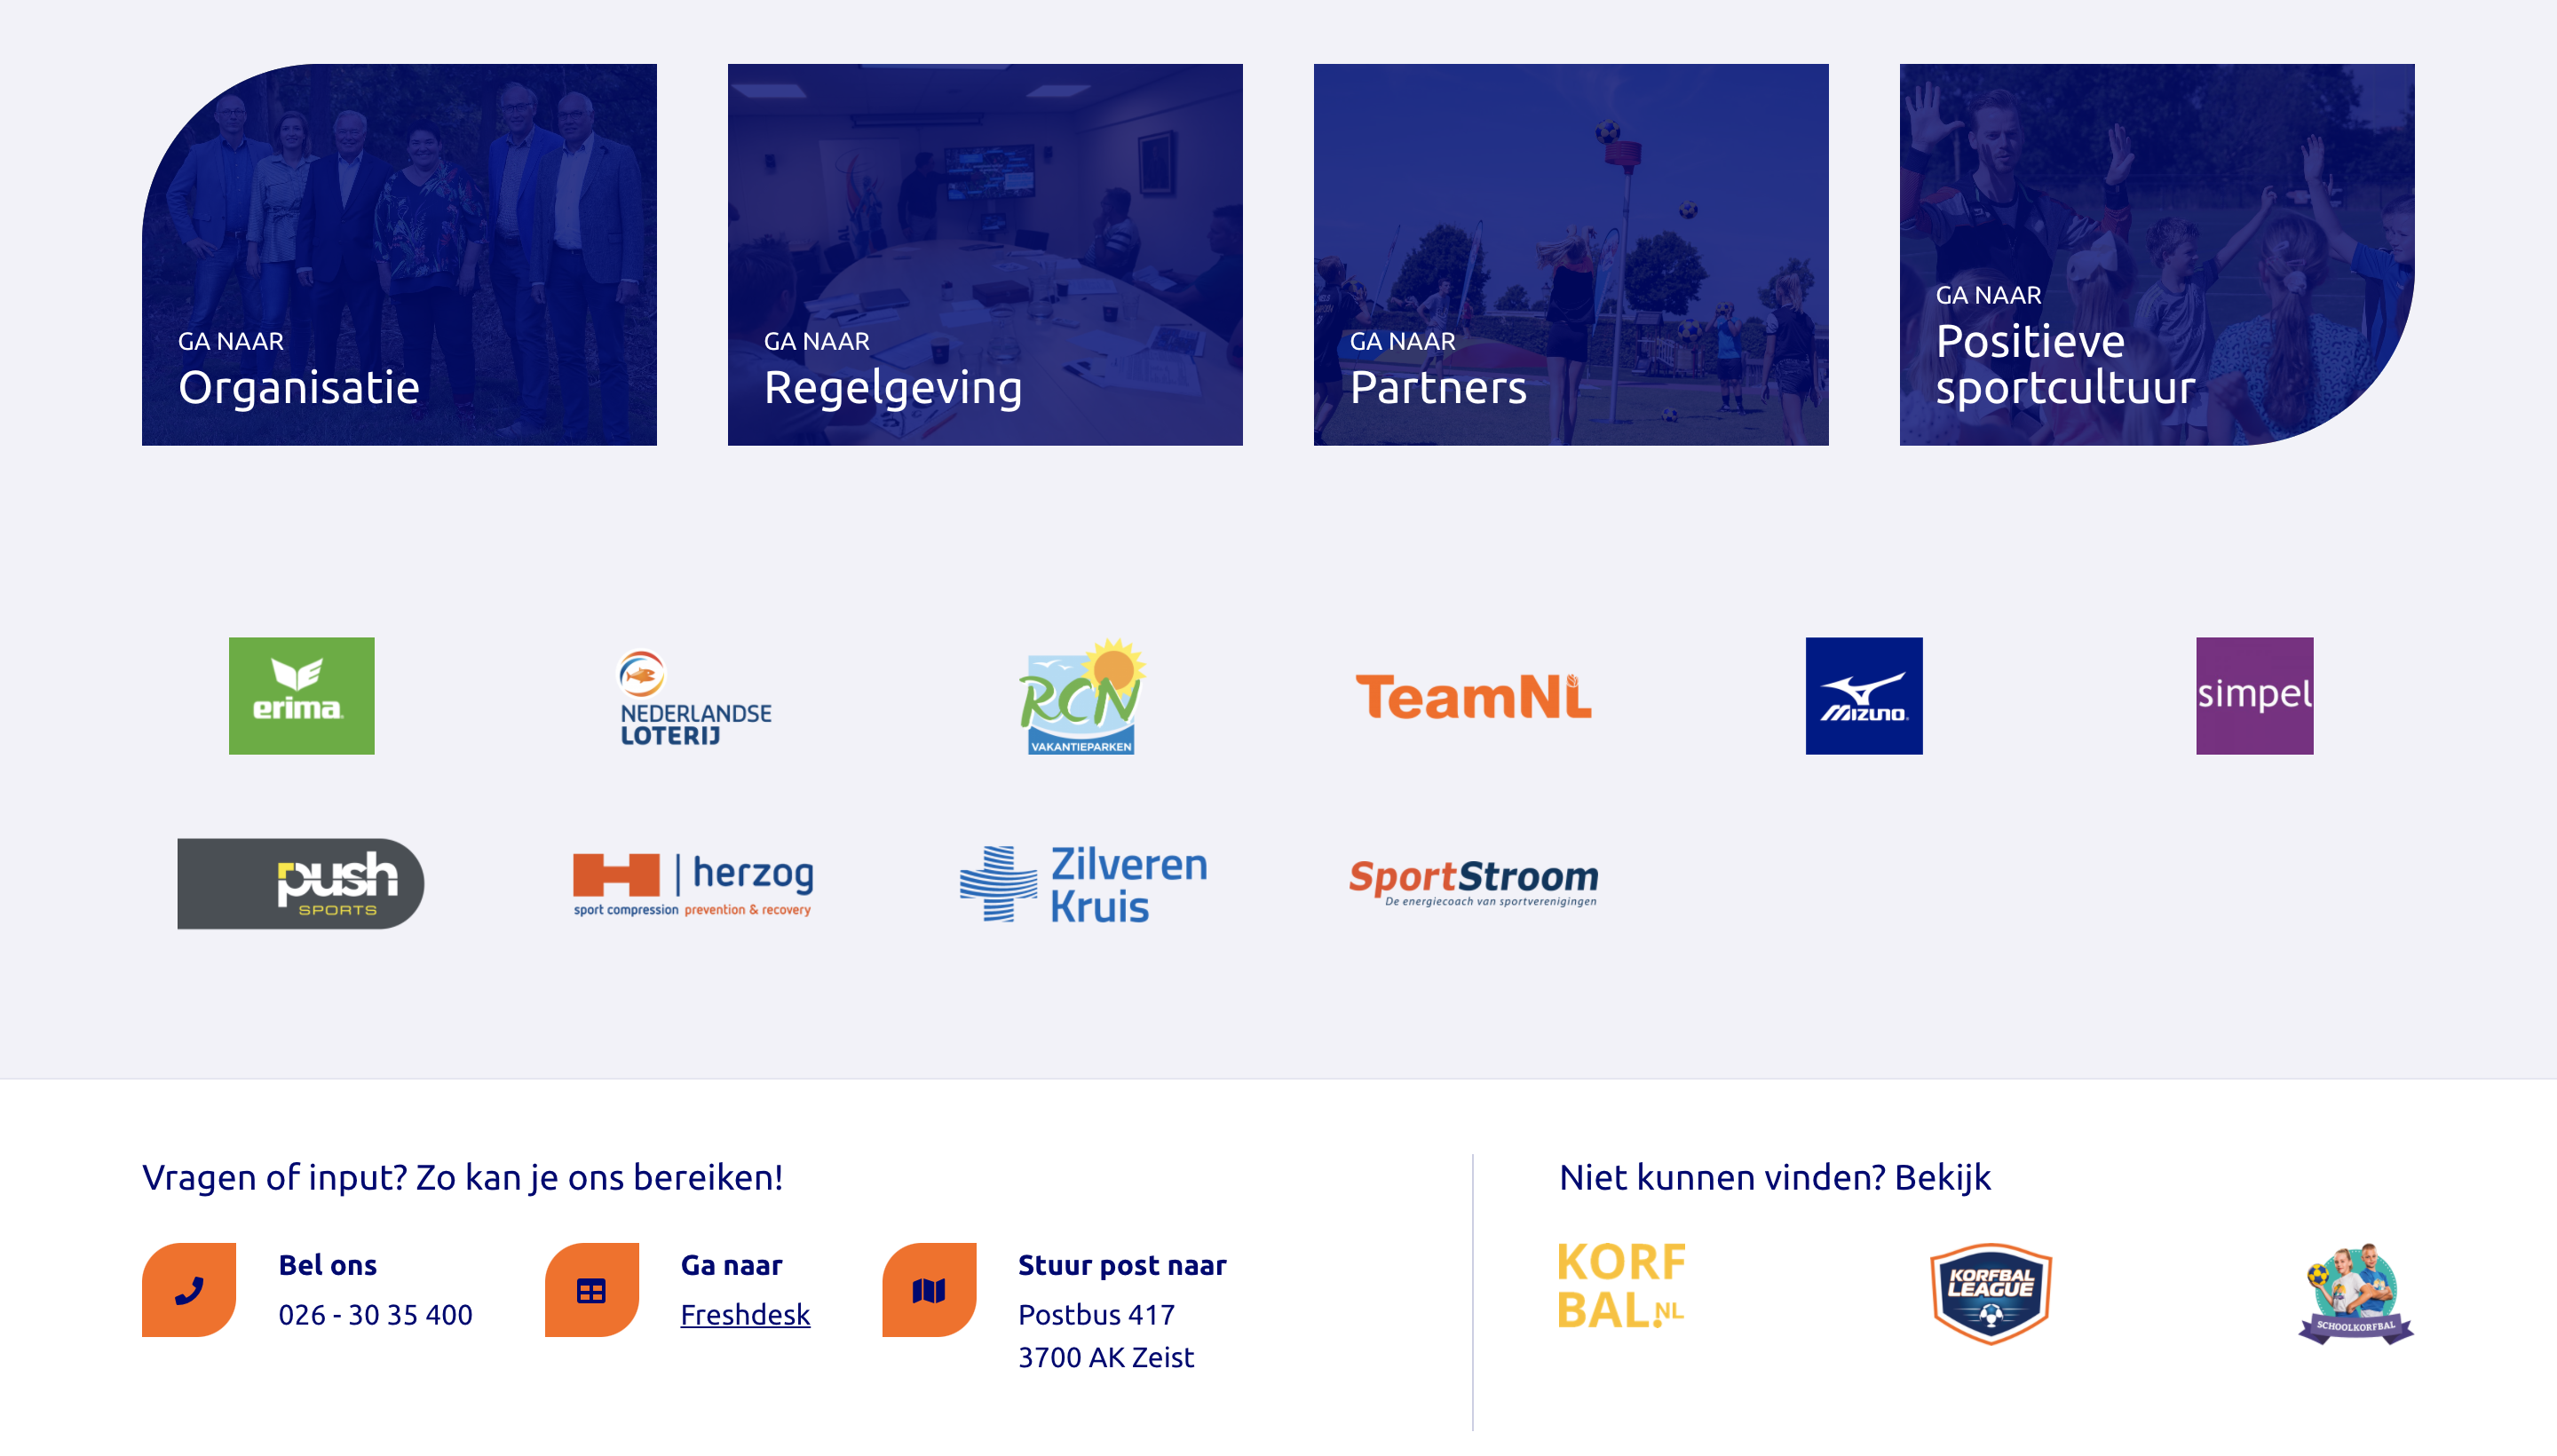 GA NAAR
Organisatie
GA NAAR
Regelgeving
GA NAAR
Partners
GA NAAR
Positieve
sportcultuur
erima
NEDERLANDSE
LOTERIJ
RCN
VAKANTIEPARKEN
TeamNL
MIZUNO
simpel
push
SPORTS
herzog
sport compression prevention & recovery
Zilveren
Kruis
SportStroom
De energiecoach van sportverenigingen
Vragen of input? Zo kan je ons bereiken!
Bel ons
026 - 30 35 400
Ga naar
Freshdesk
Stuur post naar
Postbus 417
3700 AK Zeist
Niet kunnen vinden? Bekijk
KORF
BAL.NL
KORFBAL
LEAGUE
SCHOOLKORFBAL